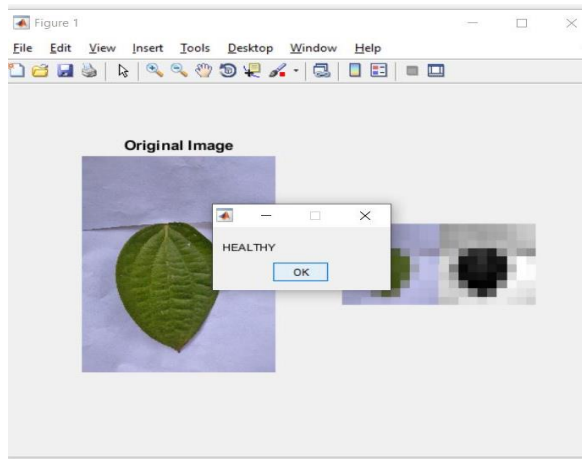 Figure 1
File Edit View Insert Tools Desktop Window Help
Original Image
HEALTHY
OK